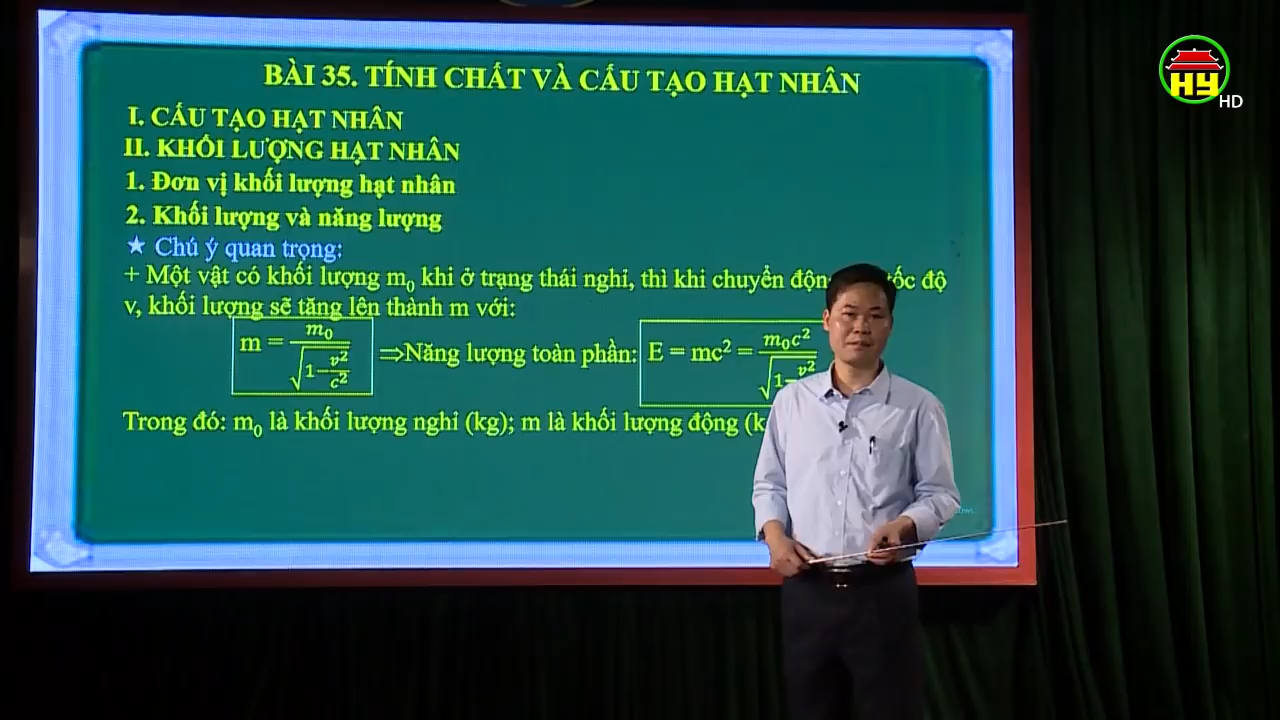 BÀI 35. TÍNH CHẤT VÀ CẤU TẠO HẠT NHÂN
I. CẤU TẠO HẠT NHÂN
II. KHỐI LƯỢNG HẠT NHÂN
1. Đơn vị khối lượng hạt nhân
2. Khối lượng và năng lượng
★ Chú ý quan trọng:
+ Một vật có khối lượng m₀ khi ở trạng thái nghỉ, thì khi chuyển độn tốc độ
v, khối lượng sẽ tăng lên thành m với:
m = m₀/√(1-v²/c²) ⇒Năng lượng toàn phần: E = mc² = m₀c²/√(1-v²
Trong đó: m₀ là khối lượng nghỉ (kg); m là khối lượng động (k
HY
HD